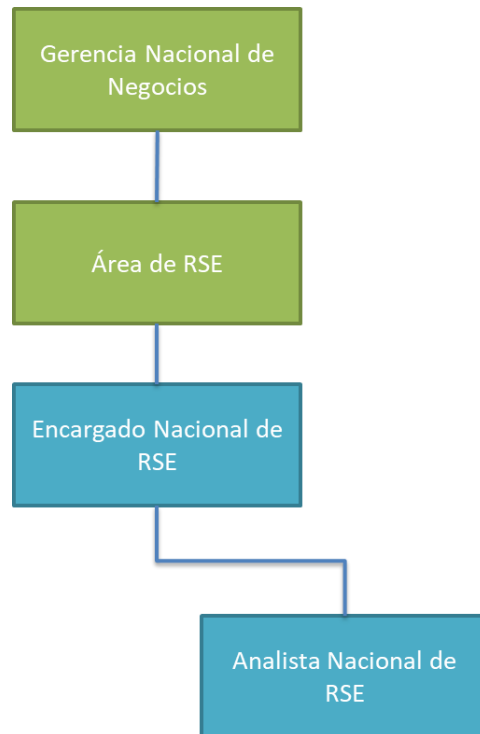 Gerencia Nacional de
Negocios
Área de RSE
Encargado Nacional de
RSE
Analista Nacional de
RSE